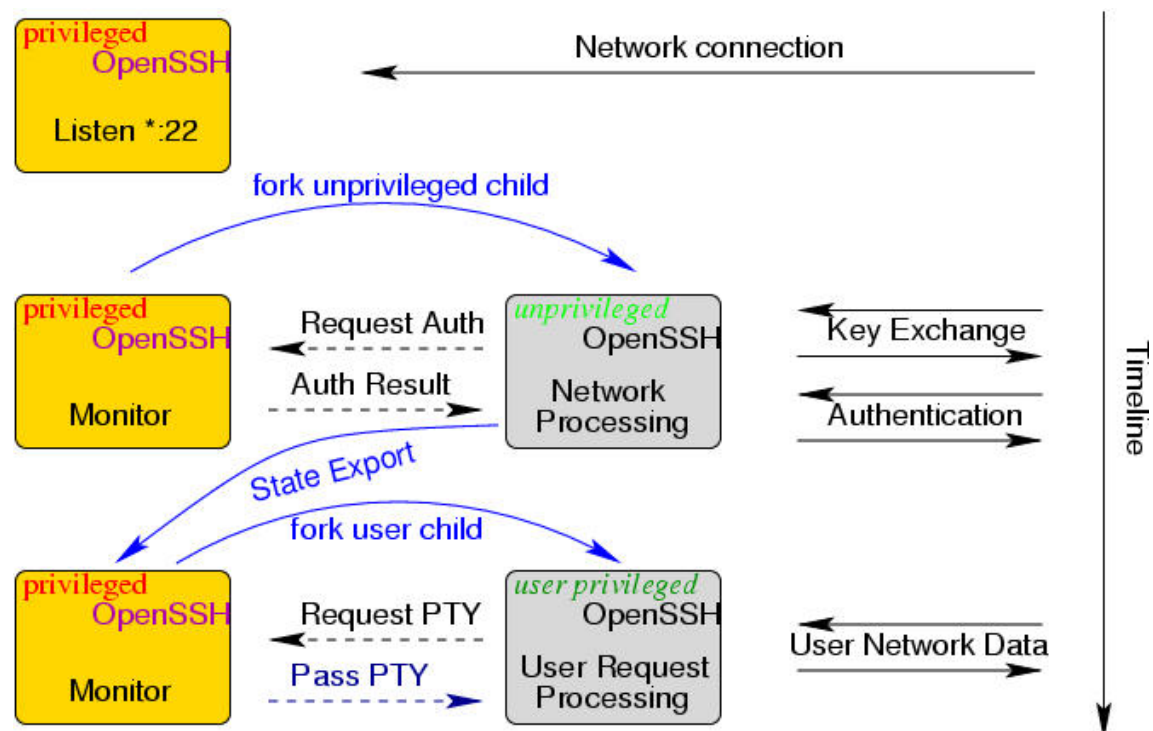 privileged
OpenSSH
Listen *:22
Network connection
fork unprivileged child
privileged
OpenSSH
Monitor
Request Auth
Auth Result
unprivileged
OpenSSH
Network
Processing
Key Exchange
Authentication
State Export
fork user child
privileged
OpenSSH
Monitor
Request PTY
Pass PTY
user privileged
OpenSSH
User Request
Processing
User Network Data
Timeline